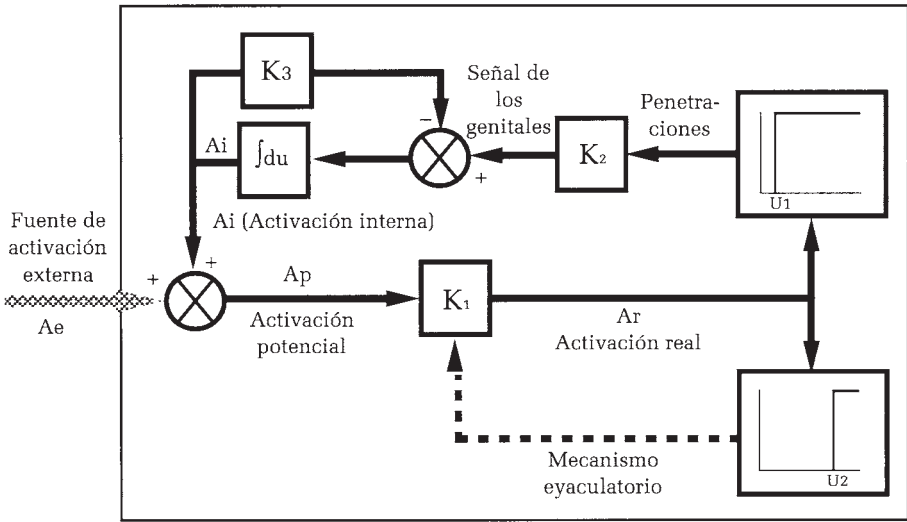 K3
Señal de
los
genitales
Penetra-
ciones
U1
−
Ai
∫du
+
K2
Ai (Activación interna)
Fuente de
activación
externa
+
+
Ae
Ap
Activación
potencial
K1
Ar
Activación real
U2
Mecanismo
eyaculatorio